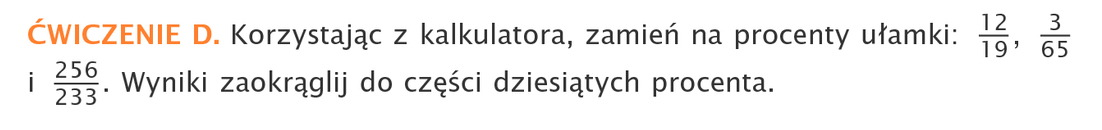 ĆWICZENIE D. Korzystając z kalkulatora, zamień na procenty ułamki: 12/19, 3/65
i 256/233. Wyniki zaokrąglij do części dziesiątych procenta.